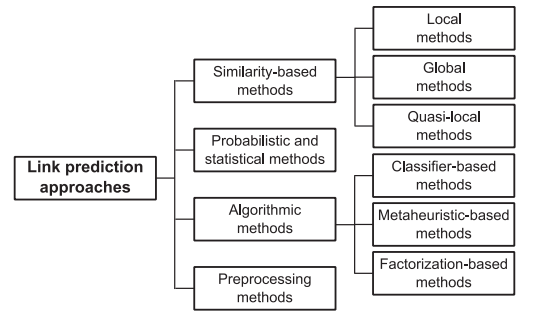 Link prediction
approaches
Similarity-based
methods
Local
methods
Global
methods
Quasi-local
methods
Probabilistic and
statistical methods
Algorithmic
methods
Classifier-based
methods
Metaheuristic-based
methods
Factorization-based
methods
Preprocessing
methods